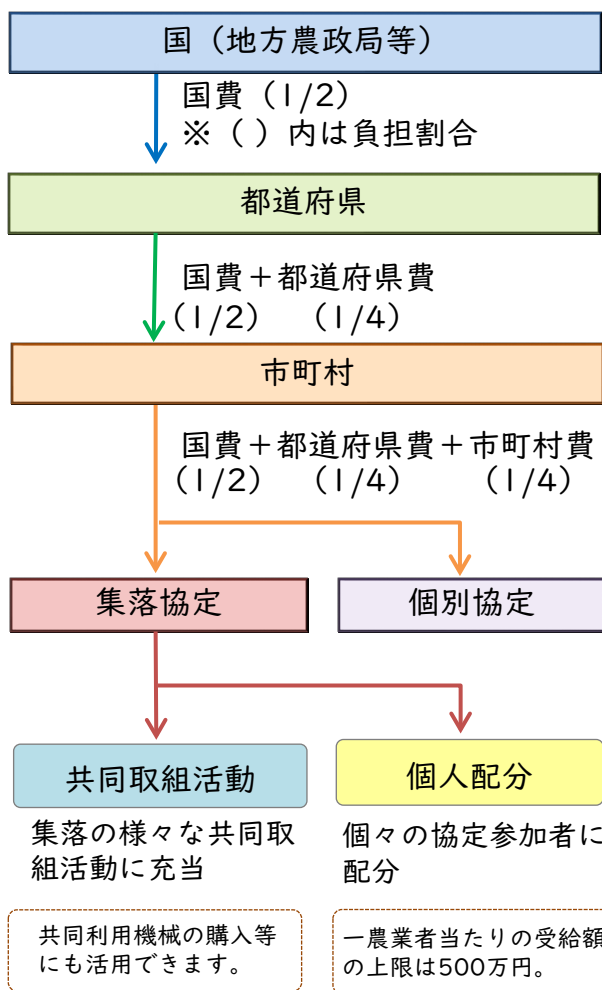 国（地方農政局等）
国費（1/2）
※（ ）内は負担割合
都道府県
国費＋都道府県費
（1/2）　（1/4）
市町村
国費＋都道府県費＋市町村費
（1/2）　（1/4）　　（1/4）
集落協定
個別協定
共同取組活動
個人配分
集落の様々な共同取
組活動に充当
個々の協定参加者に
配分
共同利用機械の購入等
にも活用できます。
一農業者当たりの受給額
の上限は500万円。